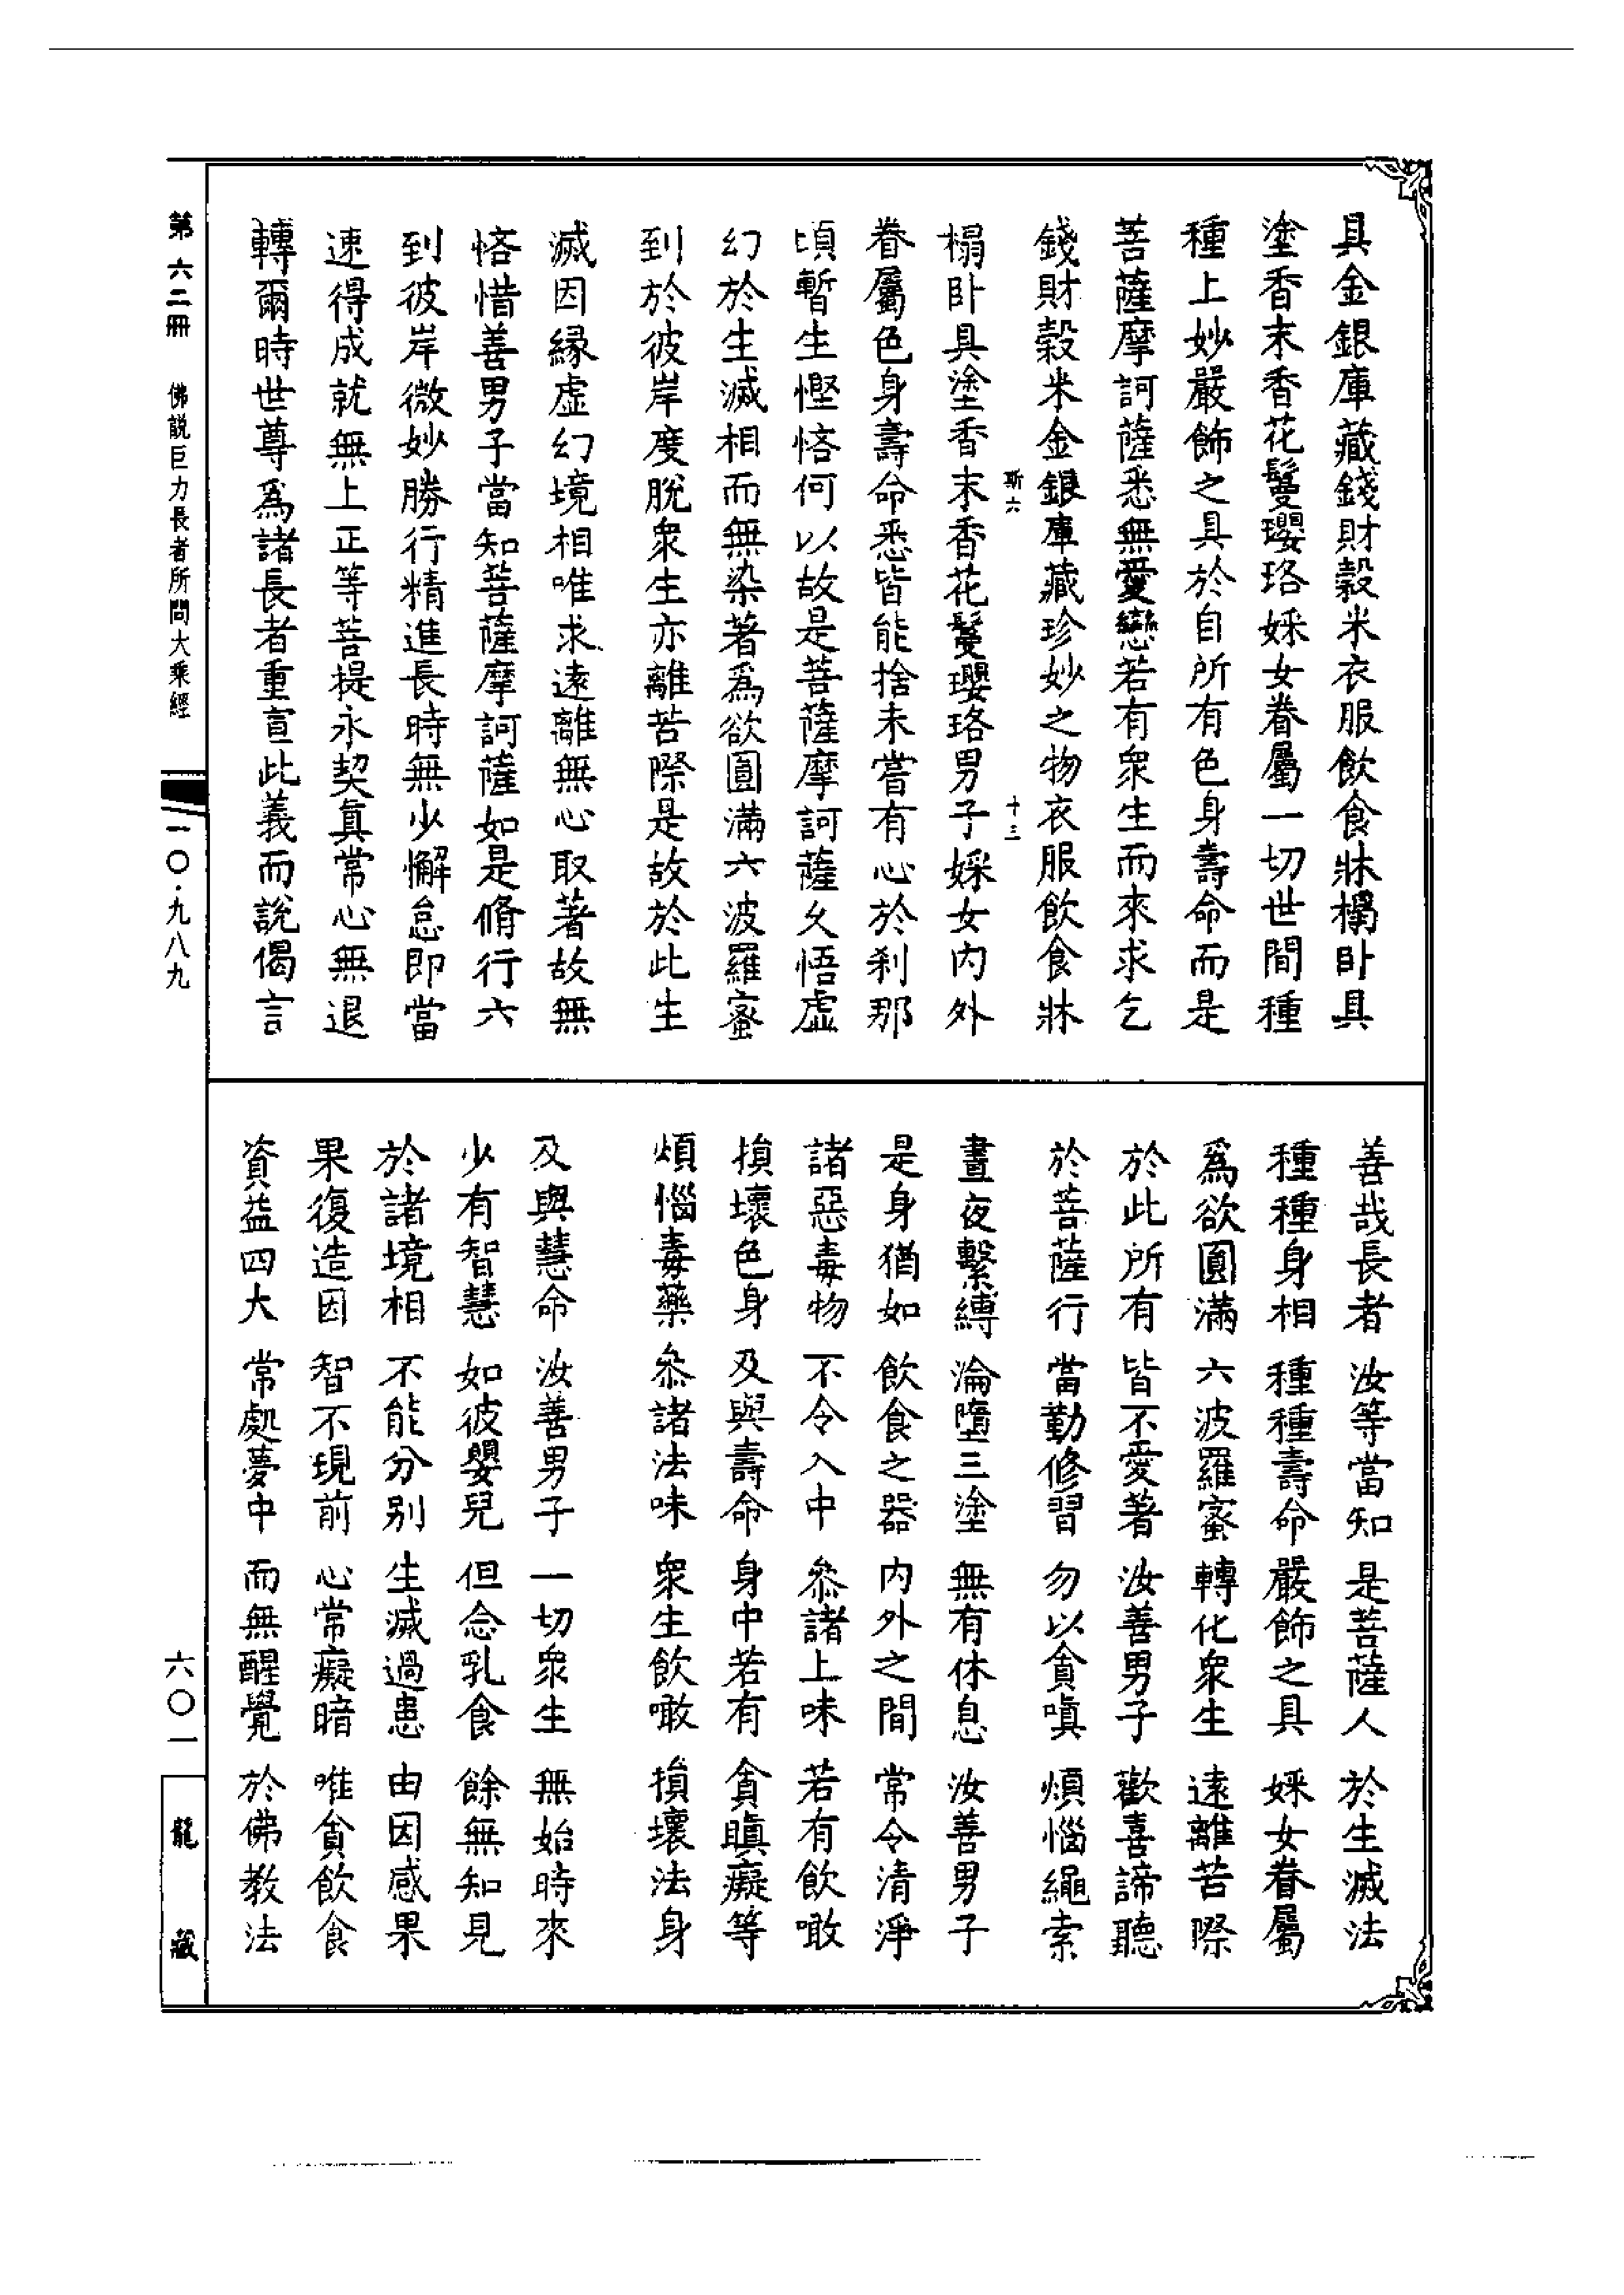 具金銀庫藏錢財穀米衣服飲食牀榻臥具
塗香末香花鬘瓔珞婇女眷屬一切世間種
種上妙嚴飾之具於自所有色身壽命而是
菩薩摩訶薩悉無愛戀若有衆生而來求乞
錢財穀米金銀庫藏珍妙之物衣服飲食牀
斯六 十三
榻臥具塗香末香花鬘瓔珞男子婇女內外
眷屬色身壽命悉皆能捨未嘗有心於刹那
頃暫生慳悋何以故是菩薩摩訶薩久悟虛
幻於生滅相而無染著爲欲圓滿六波羅蜜
到於彼岸度脫衆生亦離苦際是故於此生
滅因緣虛幻境相唯求遠離無心取著故無
悋惜善男子當知菩薩摩訶薩如是脩行六
到彼岸微妙勝行精進長時無少懈怠即當
速得成就無上正等菩提永契真常心無退
轉爾時世尊爲諸長者重宣此義而說偈言
善哉長者 汝等當知 是菩薩人 於生滅法
種種身相 種種壽命 嚴飾之具 婇女眷屬
爲欲圓滿 六波羅蜜 轉化衆生 遠離苦際
於此所有 皆不愛著 汝善男子 歡喜諦聽
於菩薩行 當勤修習 勿以貪嗔 煩惱繩索
晝夜繫縛 淪墮三塗 無有休息 汝善男子
是身猶如 飲食之器 內外之間 常令清淨
諸惡毒物 不令入中 叅諸上味 若有飲噉
損壞色身 及與壽命 身中若有 貪瞋癡等
煩惱毒藥 叅諸法味 衆生飲噉 損壞法身
及與慧命 汝善男子 一切衆生 無始時來
少有智慧 如彼嬰兒 但念乳食 餘無知見
於諸境相 不能分別 生滅過患 由因感果
果復造因 智不現前 心常癡暗 唯貪飲食
資益四大 常處夢中 而無醒覺 於佛教法
第六二冊 佛說巨力長者所問大乘經
一〇·九八九
六〇一
龍藏